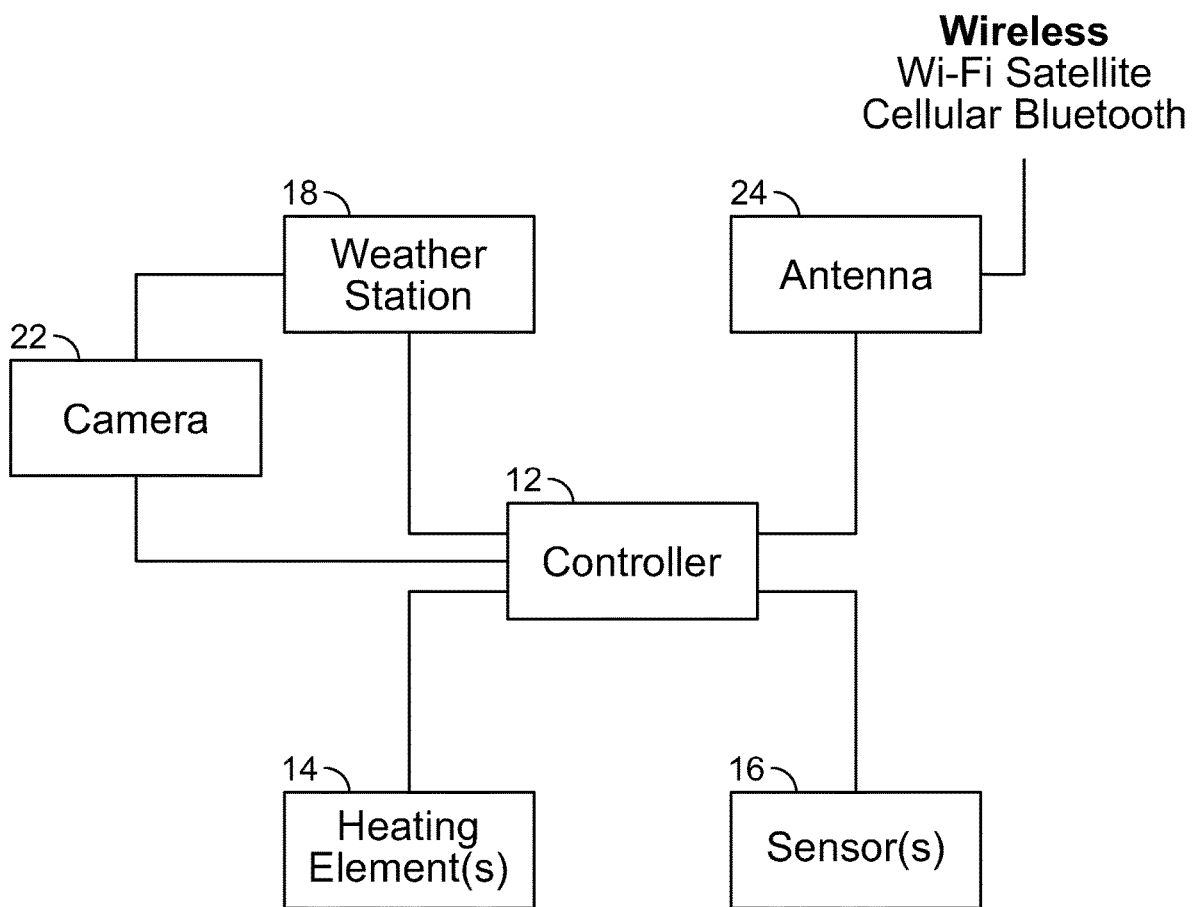 Wireless
Wi-Fi Satellite
Cellular Bluetooth
18
Weather
Station
24
Antenna
22
Camera
12
Controller
14
Heating
Element(s)
16
Sensor(s)